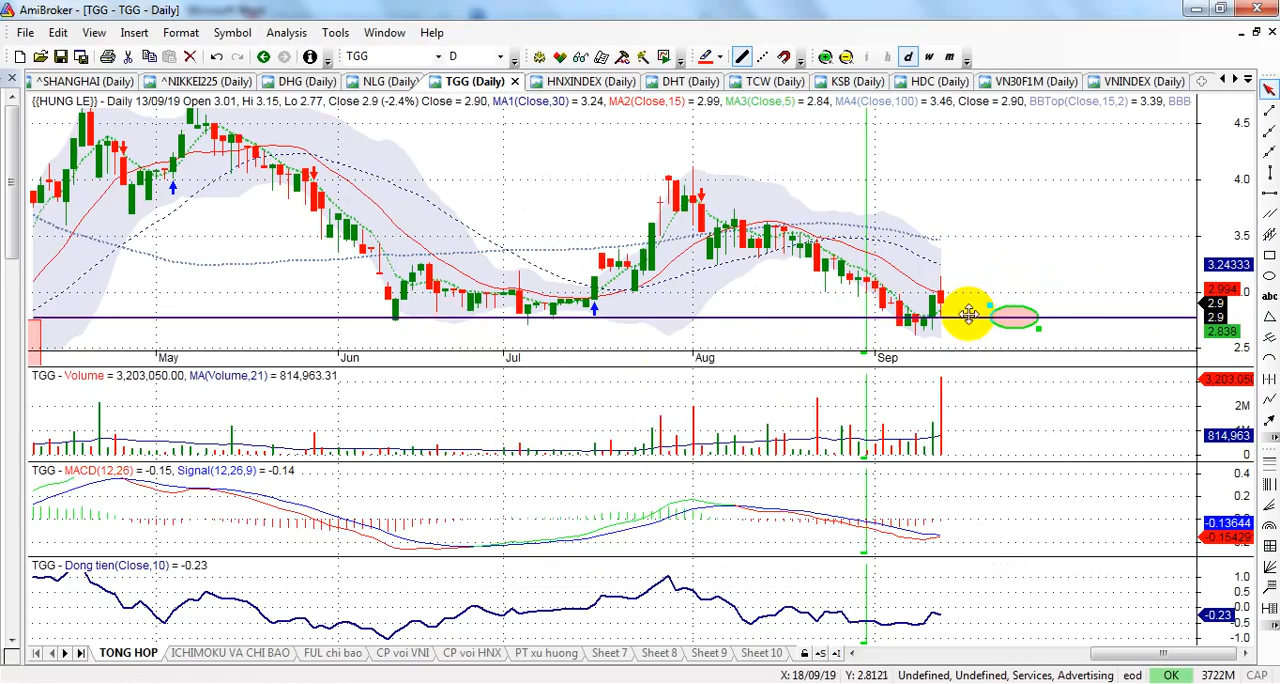 AmiBroker - [TGG - TGG - Daily]
File Edit View Insert Format Symbol Analysis Tools Window Help
TGG D i h d w m
^SHANGHAI (Daily) ^NIKKE225 (Daily) DHG (Daily) NLG (Daily) TGG (Daily) HNXINDEX (Daily) DHT (Daily) TCW (Daily) KSB (Daily) HDC (Daily) VN30F1M (Daily) VNINDEX (Daily)
{{HUNG LE}} - Daily 13/09/19 Open 3.01, Hi 3.15, Lo 2.77, Close 2.9 (-2.4%) Close = 2.90, MA1(Close,30) = 3.24, MA2(Close,15) = 2.99, MA3(Close,5) = 2.84, MA4(Close,100) = 3.46, Close = 2.90, BBTop(Close,15,2) = 3.39, BBB
4.5
4.0
3.5
3.24333
2.994
2.9
2.9
2.838
2.5
May Jun Jul Aug Sep
TGG - Volume = 3,203,050.00, MA(Volume,21) = 814,963.31
3,203,050
2M
814,963
0
TGG - MACD(12,26) = -0.15, Signal(12,26,9) = -0.14
0.4
0.2
-0.13644
-0.15429
TGG - Dong tien(Close,10) = -0.23
1.0
0.5
0.0
-0.23
-0.5
-1.0
TONG HOP ICHIMOKU VA CHI BAO FUL chi bao CP voi VNI CP voi HNX PT xu huong Sheet 7 Sheet 8 Sheet 9 Sheet 10
X: 18/09/19 Y: 2.8121 Undefined, Undefined, Services, Advertising eod OK 3722M CAP
abc